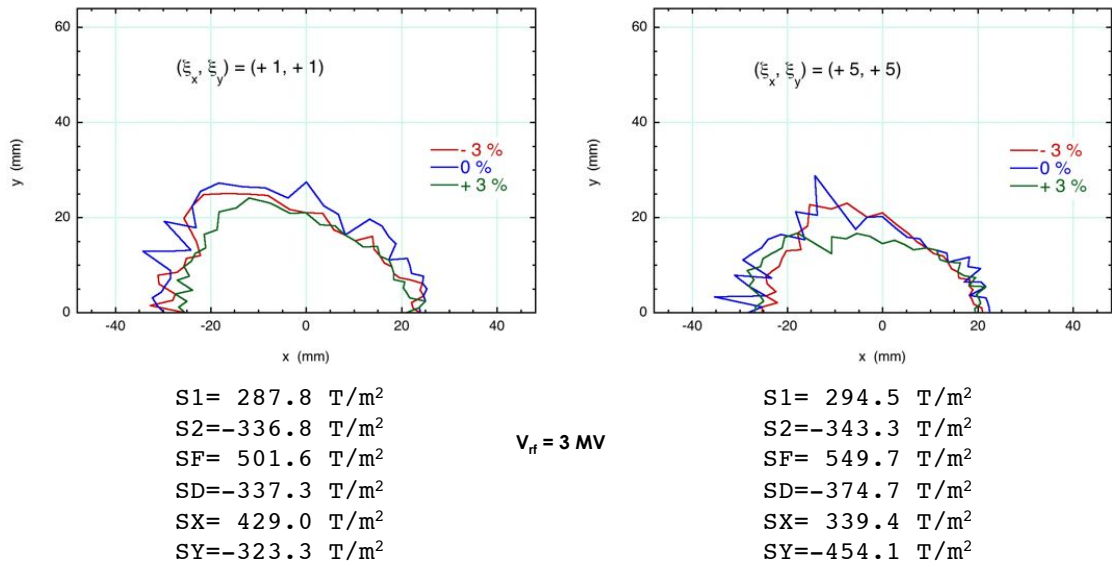 60
40
20
0
y (mm)
(ξx, ξy) = (+ 1, + 1)
- 3 %
0 %
+ 3 %
-40 -20 0 20 40
x (mm)
60
40
20
0
y (mm)
(ξx, ξy) = (+ 5, + 5)
- 3 %
0 %
+ 3 %
-40 -20 0 20 40
x (mm)
S1= 287.8 T/m²
S2=-336.8 T/m²
SF= 501.6 T/m²
SD=-337.3 T/m²
SX= 429.0 T/m²
SY=-323.3 T/m²
Vrf = 3 MV
S1= 294.5 T/m²
S2=-343.3 T/m²
SF= 549.7 T/m²
SD=-374.7 T/m²
SX= 339.4 T/m²
SY=-454.1 T/m²